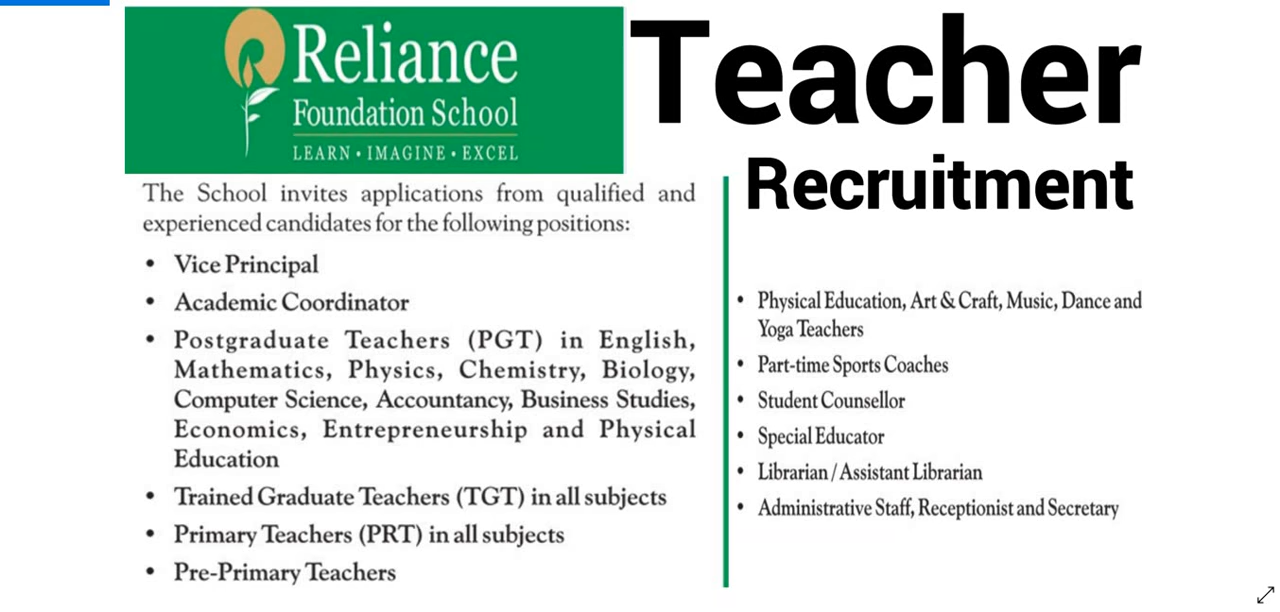 Reliance
Foundation School
LEARN • IMAGINE • EXCEL
Teacher
Recruitment
The School invites applications from qualified and
experienced candidates for the following positions:
• Vice Principal
• Academic Coordinator
• Postgraduate Teachers (PGT) in English,
Mathematics, Physics, Chemistry, Biology,
Computer Science, Accountancy, Business Studies,
Economics, Entrepreneurship and Physical
Education
• Trained Graduate Teachers (TGT) in all subjects
• Primary Teachers (PRT) in all subjects
• Pre-Primary Teachers
• Physical Education, Art & Craft, Music, Dance and
Yoga Teachers
• Part-time Sports Coaches
• Student Counsellor
• Special Educator
• Librarian / Assistant Librarian
• Administrative Staff, Receptionist and Secretary